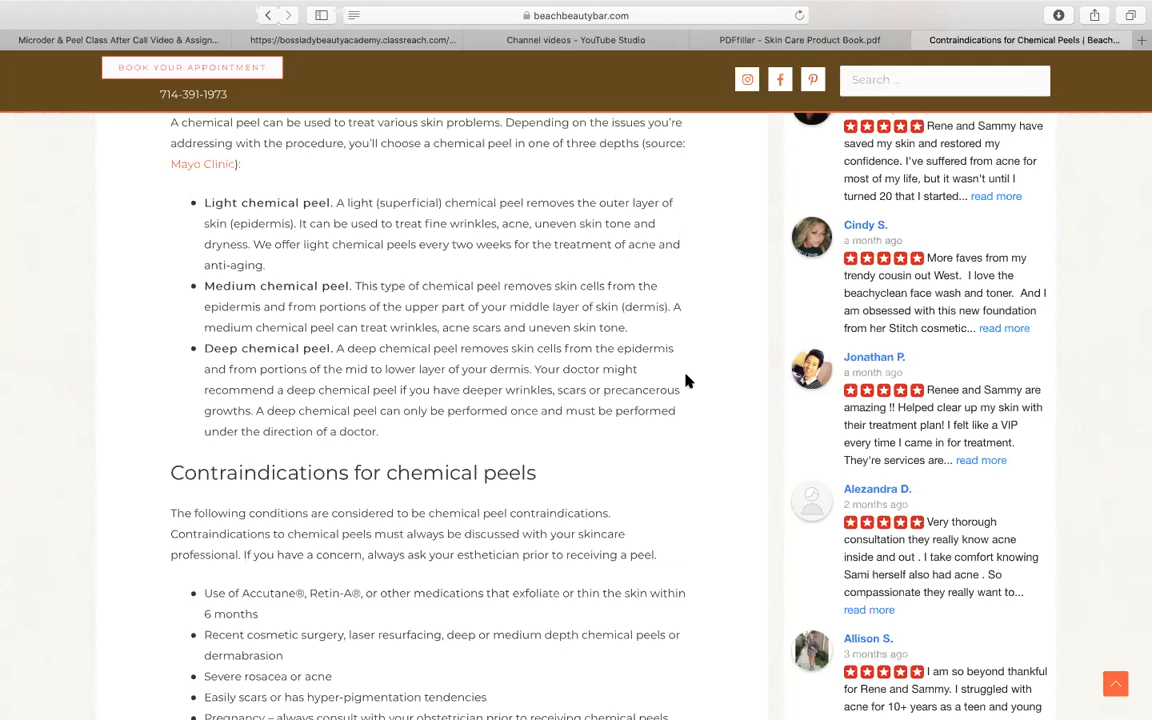 beachbeautybar.com
Microder & Peel Class After Call Video & Assign...
https://bossladybeautyacademy.classreach.com/...
Channel videos - YouTube Studio
PDFfiller - Skin Care Product Book.pdf
Contraindications for Chemical Peels | Beach...
BOOK YOUR APPOINTMENT
714-391-1973
Search ...
A chemical peel can be used to treat various skin problems. Depending on the issues you're
addressing with the procedure, you'll choose a chemical peel in one of three depths (source:
Mayo Clinic):
Light chemical peel. A light (superficial) chemical peel removes the outer layer of
skin (epidermis). It can be used to treat fine wrinkles, acne, uneven skin tone and
dryness. We offer light chemical peels every two weeks for the treatment of acne and
anti-aging.
Medium chemical peel. This type of chemical peel removes skin cells from the
epidermis and from portions of the upper part of your middle layer of skin (dermis). A
medium chemical peel can treat wrinkles, acne scars and uneven skin tone.
Deep chemical peel. A deep chemical peel removes skin cells from the epidermis
and from portions of the mid to lower layer of your dermis. Your doctor might
recommend a deep chemical peel if you have deeper wrinkles, scars or precancerous
growths. A deep chemical peel can only be performed once and must be performed
under the direction of a doctor.
Contraindications for chemical peels
The following conditions are considered to be chemical peel contraindications.
Contraindications to chemical peels must always be discussed with your skincare
professional. If you have a concern, always ask your esthetician prior to receiving a peel.
Use of Accutane®, Retin-A®, or other medications that exfoliate or thin the skin within
6 months
Recent cosmetic surgery, laser resurfacing, deep or medium depth chemical peels or
dermabrasion
Severe rosacea or acne
Easily scars or has hyper-pigmentation tendencies
Pregnancy – always consult with your obstetrician prior to receiving chemical peels
Rene and Sammy have
saved my skin and restored my
confidence. I've suffered from acne for
most of my life, but it wasn't until I
turned 20 that I started... read more
Cindy S.
a month ago
More faves from my
trendy cousin out West. I love the
beachyclean face wash and toner. And I
am obsessed with this new foundation
from her Stitch cosmetic... read more
Jonathan P.
a month ago
Renee and Sammy are
amazing !! Helped clear up my skin with
their treatment plan! I felt like a VIP
every time I came in for treatment.
They're services are... read more
Alezandra D.
2 months ago
Very thorough
consultation they really know acne
inside and out . I take comfort knowing
Sami herself also had acne . So
compassionate they really want to...
read more
Allison S.
3 months ago
I am so beyond thankful
for Rene and Sammy. I struggled with
acne for 10+ years as a teen and young